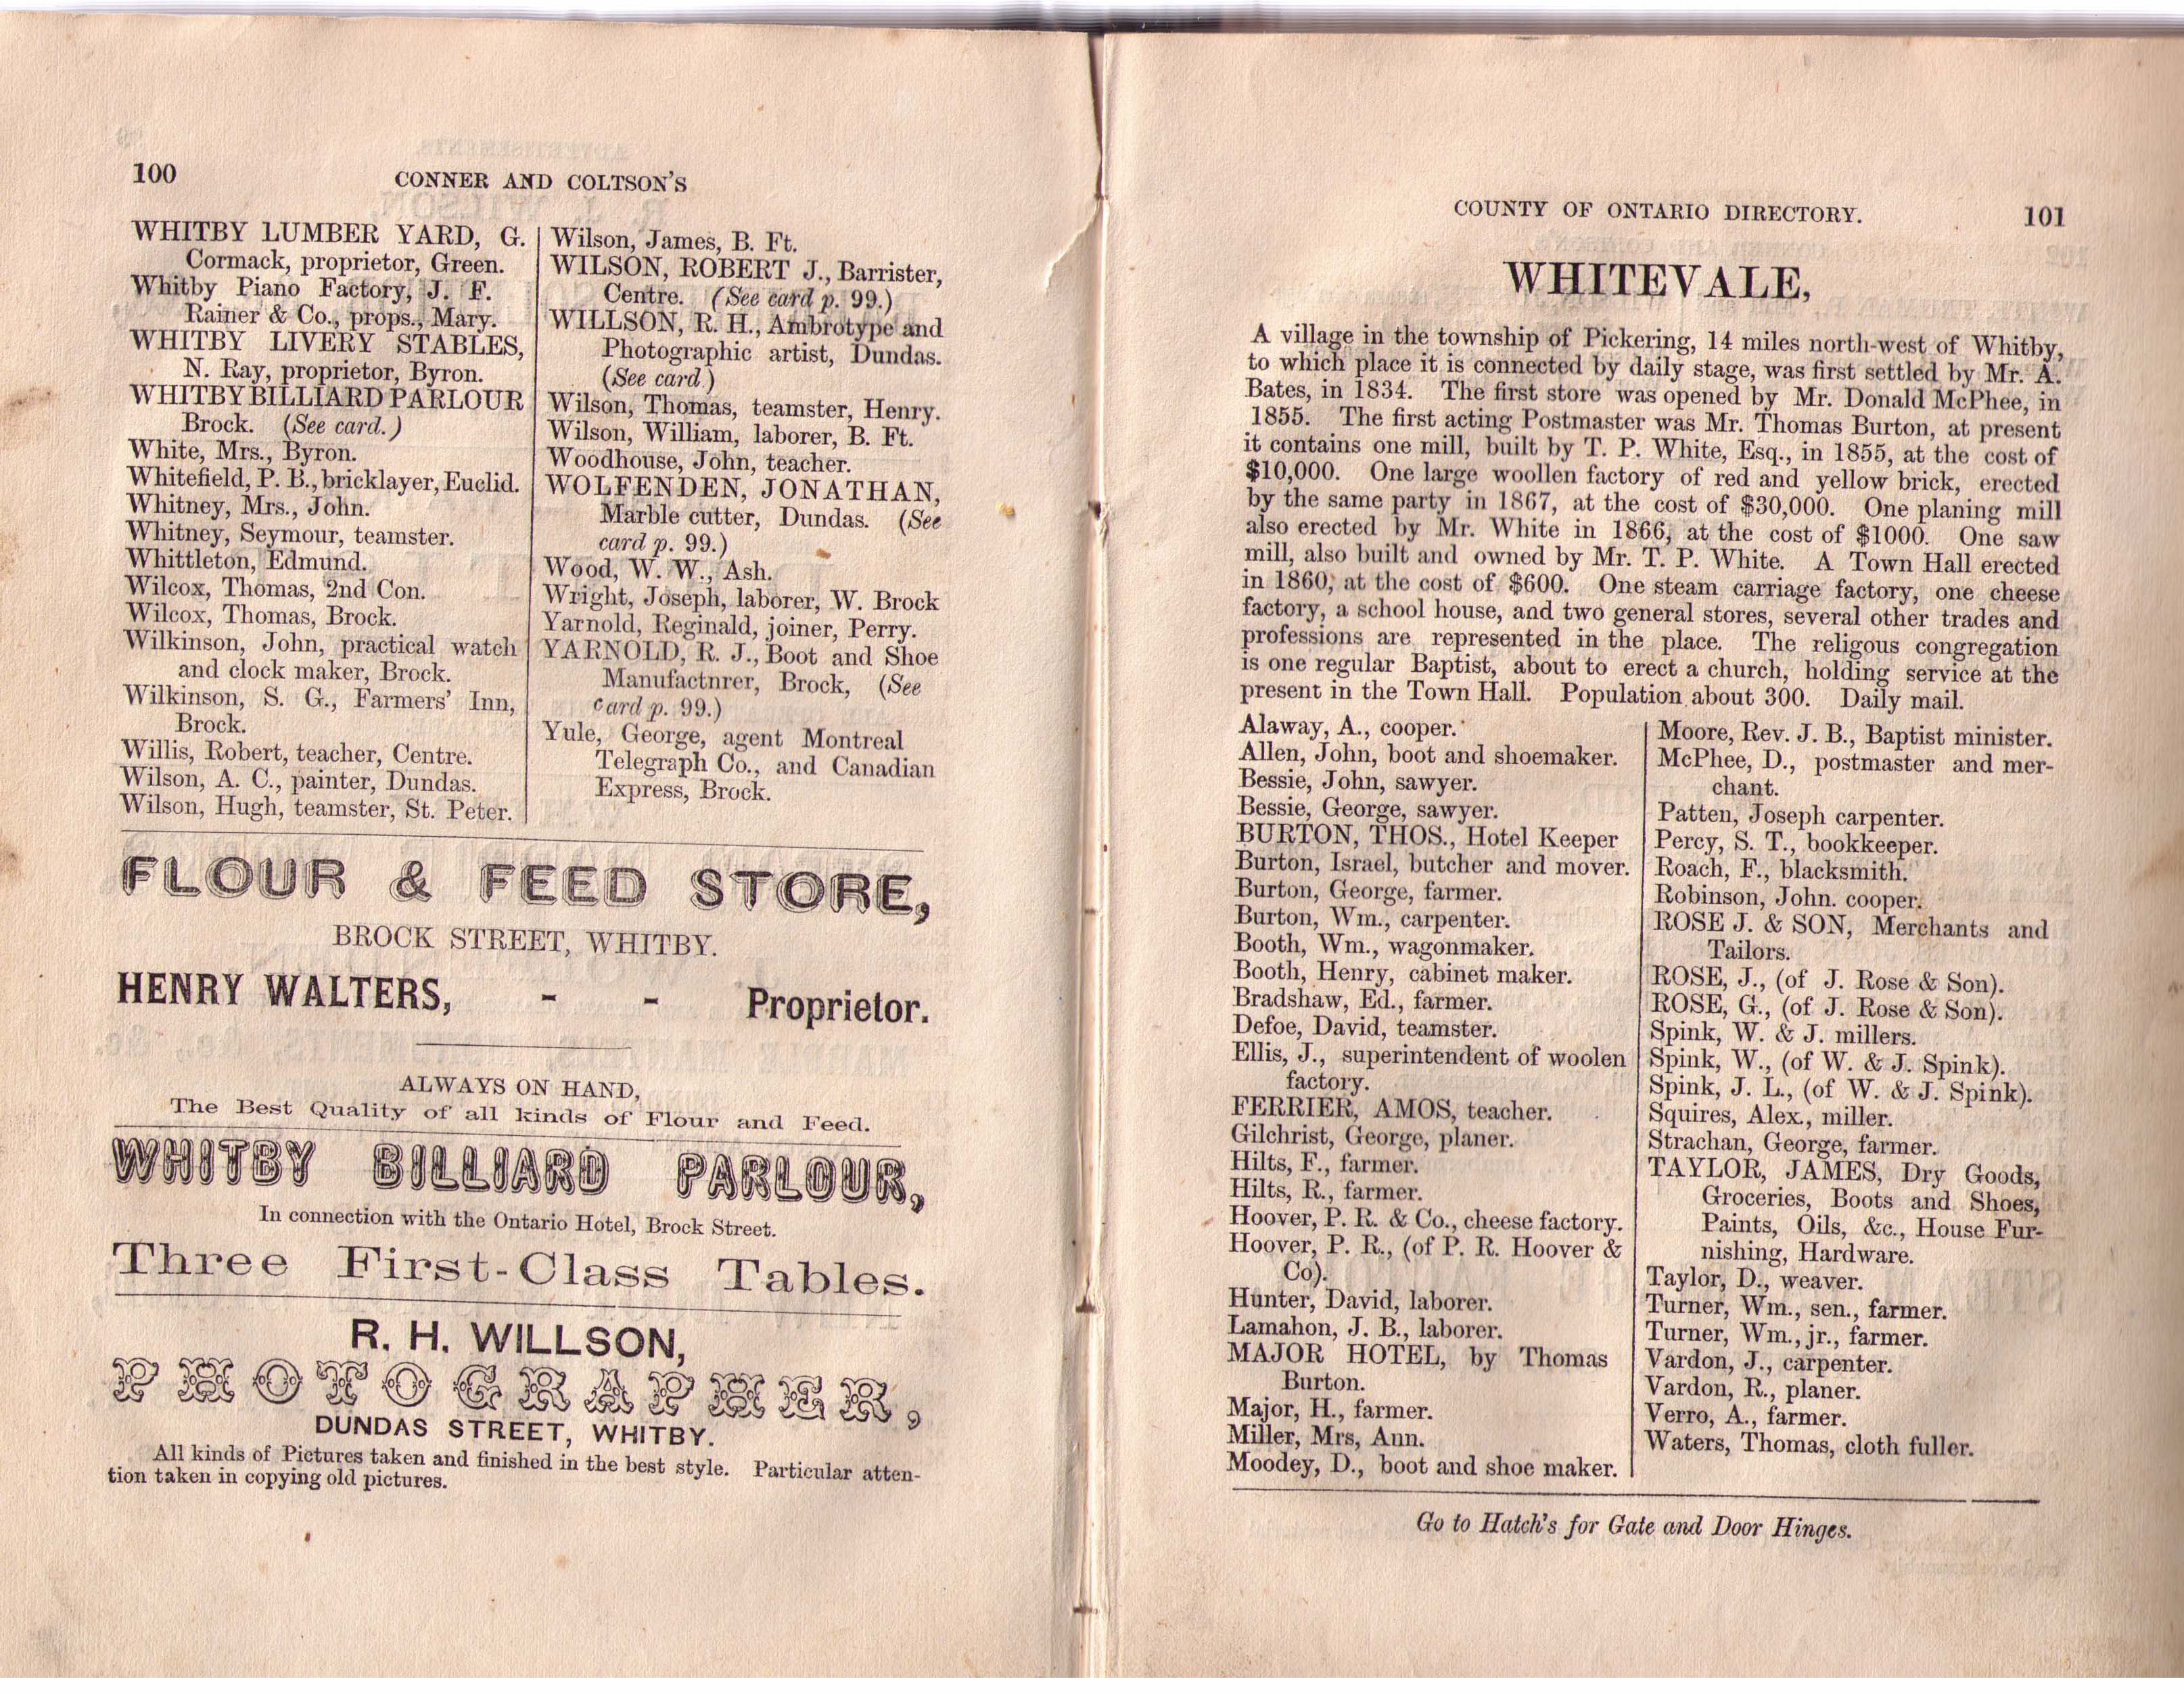 100
CONNER AND COLTSON'S
WHITBY LUMBER YARD, G.
Cormack, proprietor, Green.
Whitby Piano Factory, J. F.
Rainer & Co., props., Mary.
WHITBY LIVERY STABLES,
N. Ray, proprietor, Byron.
WHITBY BILLIARD PARLOUR
Brock. (See card.)
White, Mrs., Byron.
Whitefield, P. B., bricklayer, Euclid.
Whitney, Mrs., John.
Whitney, Seymour, teamster.
Whittleton, Edmund.
Wilcox, Thomas, 2nd Con.
Wilcox, Thomas, Brock.
Wilkinson, John, practical watch
and clock maker, Brock.
Wilkinson, S. G., Farmers' Inn,
Brock.
Willis, Robert, teacher, Centre.
Wilson, A. C., painter, Dundas.
Wilson, Hugh, teamster, St. Peter.
Wilson, James, B. Ft.
WILSON, ROBERT J., Barrister,
Centre. (See card p. 99.)
WILLSON, R. H., Ambrotype and
Photographic artist, Dundas.
(See card.)
Wilson, Thomas, teamster, Henry.
Wilson, William, laborer, B. Ft.
Woodhouse, John, teacher.
WOLFENDEN, JONATHAN,
Marble cutter, Dundas. (See
card p. 99.)
Wood, W. W., Ash.
Wright, Joseph, laborer, W. Brock
Yarnold, Reginald, joiner, Perry.
YARNOLD, R. J., Boot and Shoe
Manufactnrer, Brock, (See
card p. 99.)
Yule, George, agent Montreal
Telegraph Co., and Canadian
Express, Brock.
FLOUR & FEED STORE,
BROCK STREET, WHITBY.
HENRY WALTERS, - - Proprietor.
ALWAYS ON HAND,
The Best Quality of all kinds of Flour and Feed.
WHITBY BILLIARD PARLOUR,
In connection with the Ontario Hotel, Brock Street.
Three First-Class Tables.
R. H. WILLSON,
PHOTOGRAPHER,
DUNDAS STREET, WHITBY.
All kinds of Pictures taken and finished in the best style. Particular atten-
tion taken in copying old pictures.
COUNTY OF ONTARIO DIRECTORY.
101
WHITEVALE,
A village in the township of Pickering, 14 miles north-west of Whitby,
to which place it is connected by daily stage, was first settled by Mr. A.
Bates, in 1834. The first store was opened by Mr. Donald McPhee, in
1855. The first acting Postmaster was Mr. Thomas Burton, at present
it contains one mill, built by T. P. White, Esq., in 1855, at the cost of
$10,000. One large woollen factory of red and yellow brick, erected
by the same party in 1867, at the cost of $30,000. One planing mill
also erected by Mr. White in 1866, at the cost of $1000. One saw
mill, also built and owned by Mr. T. P. White. A Town Hall erected
in 1860, at the cost of $600. One steam carriage factory, one cheese
factory, a school house, and two general stores, several other trades and
professions are represented in the place. The religous congregation
is one regular Baptist, about to erect a church, holding service at the
present in the Town Hall. Population about 300. Daily mail.
Alaway, A., cooper.
Allen, John, boot and shoemaker.
Bessie, John, sawyer.
Bessie, George, sawyer.
BURTON, THOS., Hotel Keeper
Burton, Israel, butcher and mover.
Burton, George, farmer.
Burton, Wm., carpenter.
Booth, Wm., wagonmaker.
Booth, Henry, cabinet maker.
Bradshaw, Ed., farmer.
Defoe, David, teamster.
Ellis, J., superintendent of woolen
factory.
FERRIER, AMOS, teacher.
Gilchrist, George, planer.
Hilts, F., farmer.
Hilts, R., farmer.
Hoover, P. R. & Co., cheese factory.
Hoover, P. R., (of P. R. Hoover &
Co).
Hunter, David, laborer.
Lamahon, J. B., laborer.
MAJOR HOTEL, by Thomas
Burton.
Major, H., farmer.
Miller, Mrs, Aun.
Moodey, D., boot and shoe maker.
Moore, Rev. J. B., Baptist minister.
McPhee, D., postmaster and mer-
chant.
Patten, Joseph carpenter.
Percy, S. T., bookkeeper.
Roach, F., blacksmith.
Robinson, John. cooper.
ROSE J. & SON, Merchants and
Tailors.
ROSE, J., (of J. Rose & Son).
ROSE, G., (of J. Rose & Son).
Spink, W. & J. millers.
Spink, W., (of W. & J. Spink).
Spink, J. L., (of W. & J. Spink).
Squires, Alex., miller.
Strachan, George, farmer.
TAYLOR, JAMES, Dry Goods,
Groceries, Boots and Shoes,
Paints, Oils, &c., House Fur-
nishing, Hardware.
Taylor, D., weaver.
Turner, Wm., sen., farmer.
Turner, Wm., jr., farmer.
Vardon, J., carpenter.
Vardon, R., planer.
Verro, A., farmer.
Waters, Thomas, cloth fuller.
Go to Hatch's for Gate and Door Hinges.